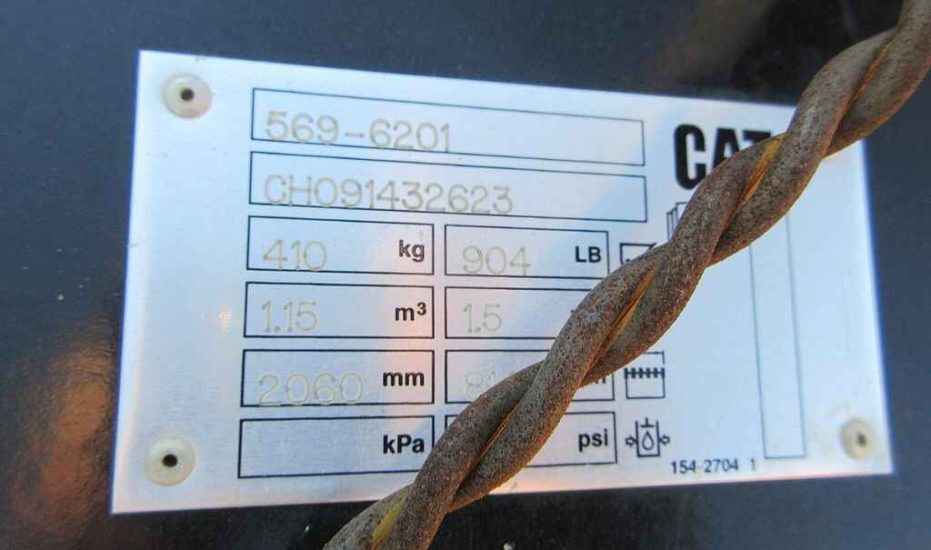 569-6201
CAT
CH091432623
410 kg 904 LB
1.15 m³ 1.5
2060 mm
kPa psi
154-2704 1